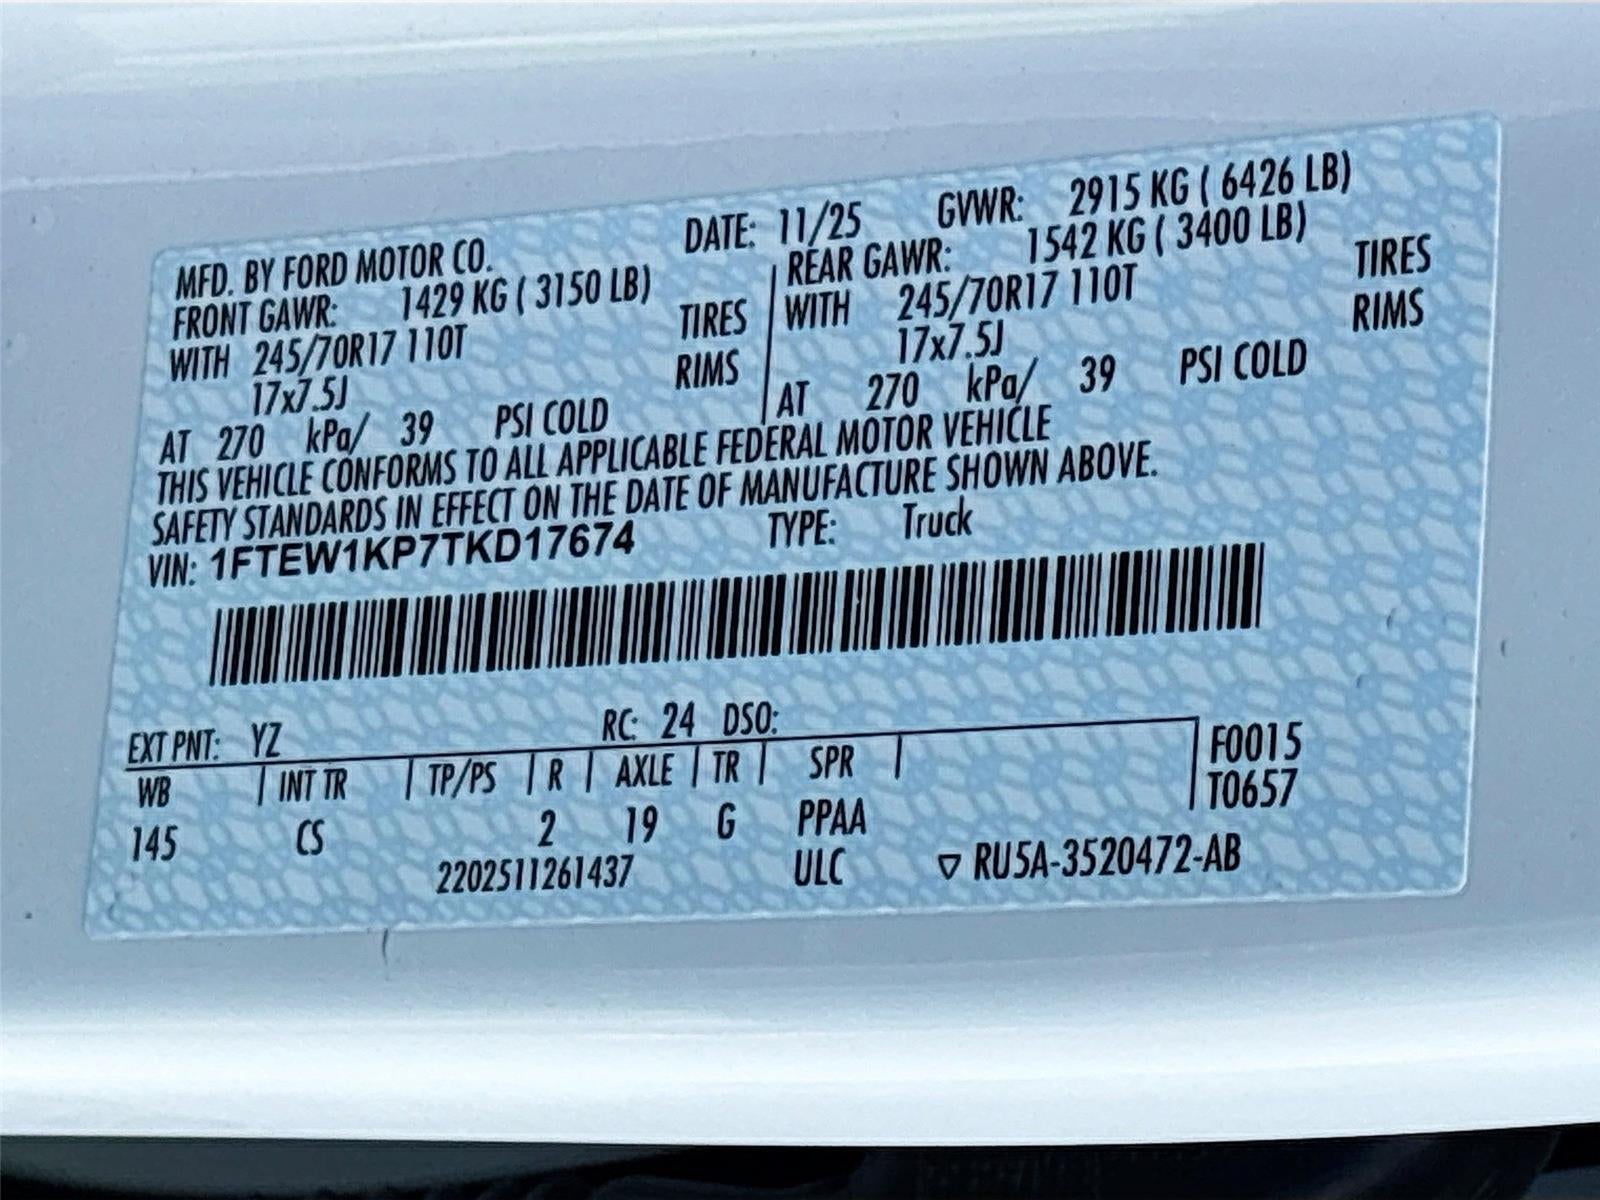 MFD. BY FORD MOTOR CO. DATE: 11/25 GVWR: 2915 KG ( 6426 LB)
FRONT GAWR: 1429 KG ( 3150 LB) REAR GAWR: 1542 KG ( 3400 LB)
WITH 245/70R17 110T TIRES WITH 245/70R17 110T TIRES
17x7.5J RIMS 17x7.5J RIMS
AT 270 kPa/ 39 PSI COLD AT 270 kPa/ 39 PSI COLD
THIS VEHICLE CONFORMS TO ALL APPLICABLE FEDERAL MOTOR VEHICLE
SAFETY STANDARDS IN EFFECT ON THE DATE OF MANUFACTURE SHOWN ABOVE.
VIN: 1FTEW1KP7TKD17674 TYPE: Truck
EXT PNT: YZ RC: 24 DSO:
WB INT TR TP/PS R AXLE TR SPR F0015
145 CS 2 19 G PPAA T0657
2202511261437 ULC ▽ RU5A-3520472-AB